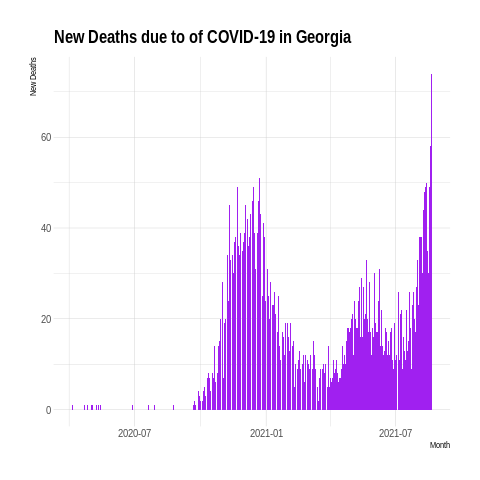 New Deaths due to of COVID-19 in Georgia
New Deaths
60
40
20
0
2020-07
2021-01
2021-07
Month